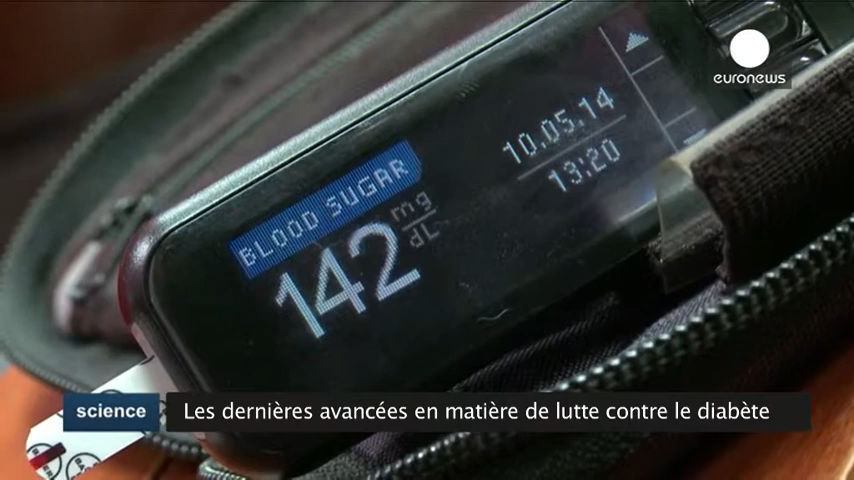 euronews
10.05.14
13:20
BLOOD SUGAR
142 mg/dL
science
Les dernières avancées en matière de lutte contre le diabète